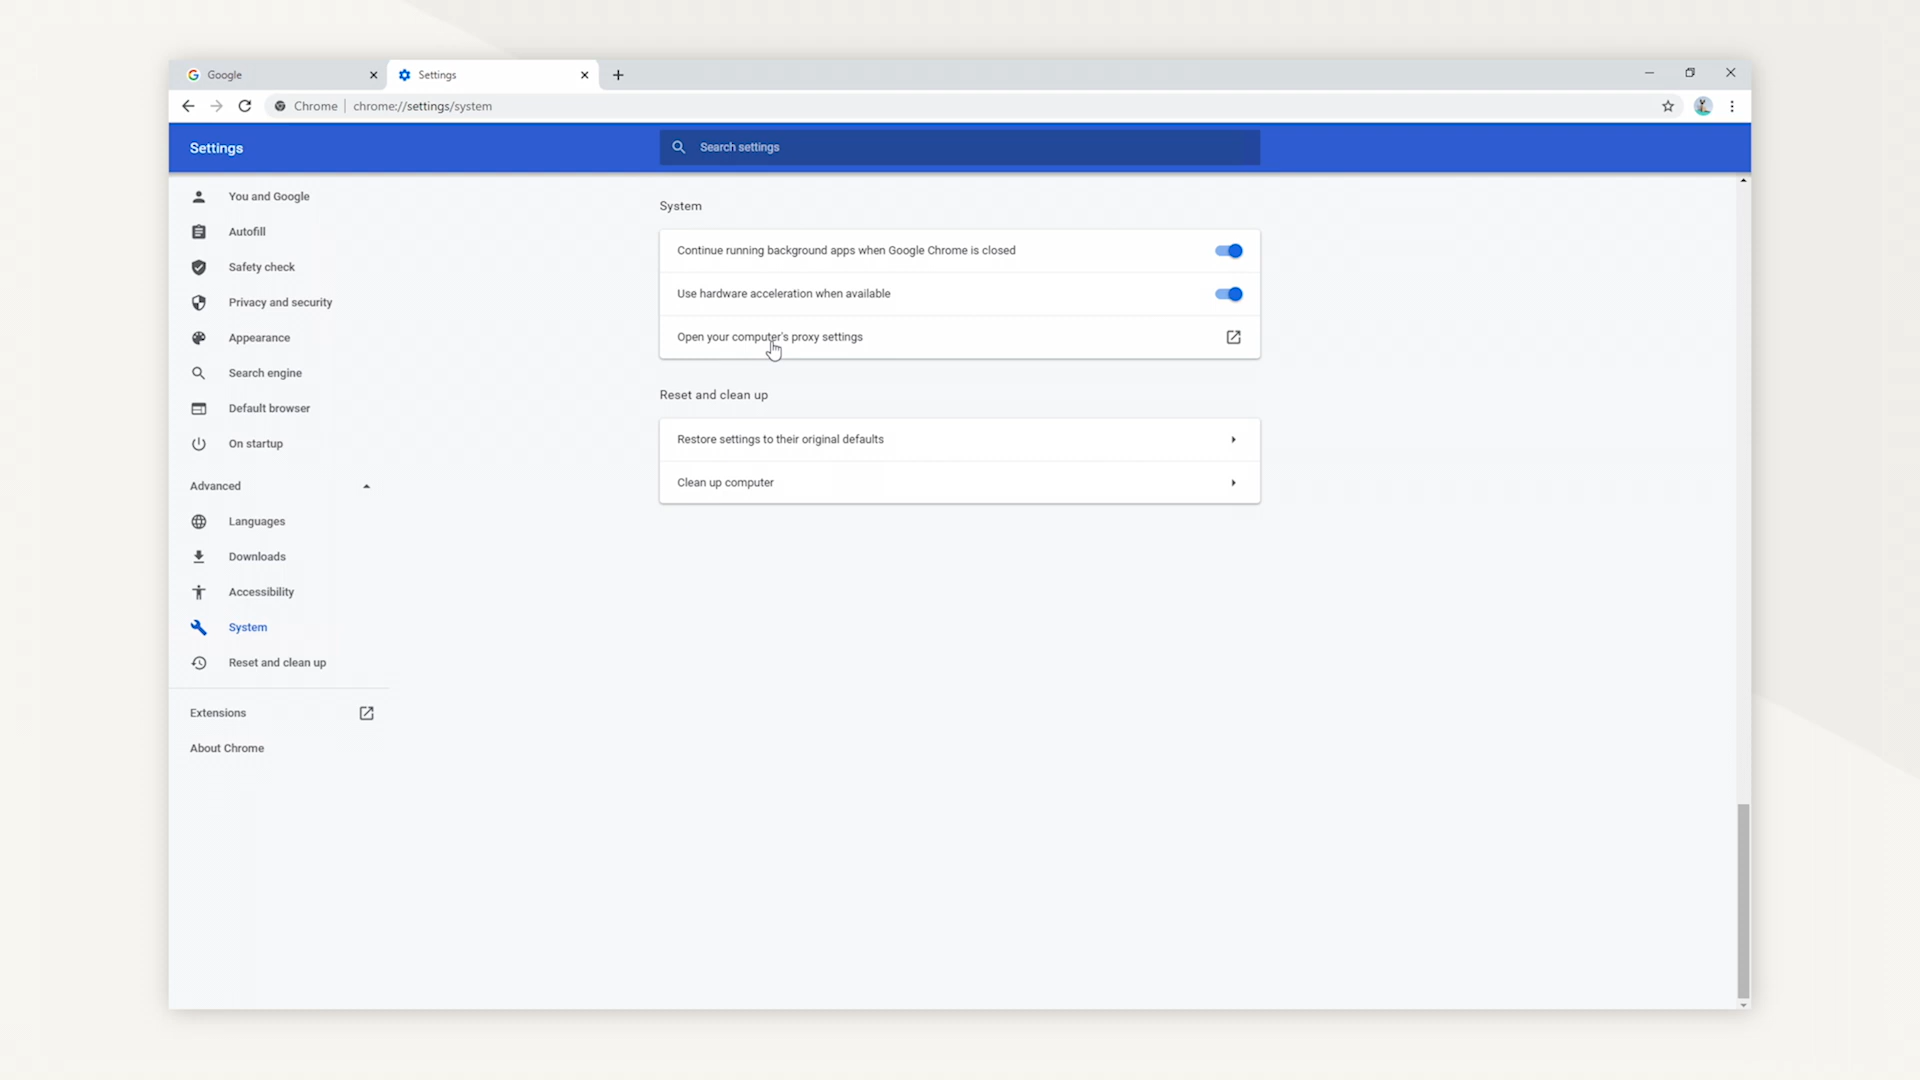 Google
Settings
Chrome
chrome://settings/system
Settings
Search settings
You and Google
Autofill
Safety check
Privacy and security
Appearance
Search engine
Default browser
On startup
Advanced
Languages
Downloads
Accessibility
System
Reset and clean up
Extensions
About Chrome
System
Continue running background apps when Google Chrome is closed
Use hardware acceleration when available
Open your computer's proxy settings
Reset and clean up
Restore settings to their original defaults
Clean up computer